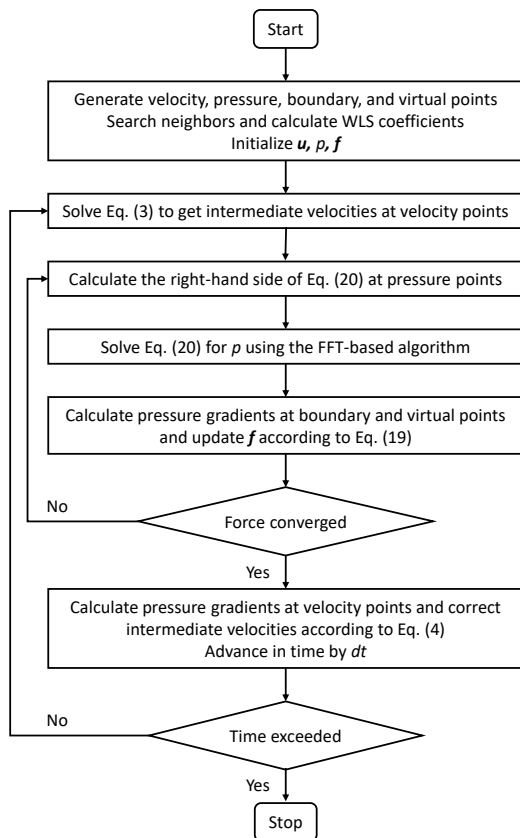 Start
Generate velocity, pressure, boundary, and virtual points
Search neighbors and calculate WLS coefficients
Initialize u, p, f
Solve Eq. (3) to get intermediate velocities at velocity points
Calculate the right-hand side of Eq. (20) at pressure points
Solve Eq. (20) for p using the FFT-based algorithm
Calculate pressure gradients at boundary and virtual points
and update f according to Eq. (19)
No
Force converged
Yes
Calculate pressure gradients at velocity points and correct
intermediate velocities according to Eq. (4)
Advance in time by dt
No
Time exceeded
Yes
Stop